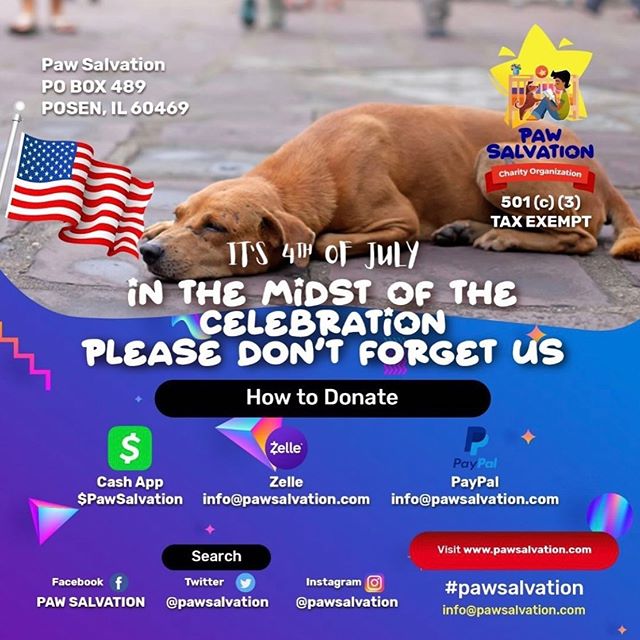 Paw Salvation
PO BOX 489
POSEN, IL 60469
PAW
SALVATION
Charity Organization
501 (c) (3)
TAX EXEMPT
IT'S 4TH OF JULY
IN THE MIDST OF THE
CELEBRATION
PLEASE DON'T FORGET US
How to Donate
$
Cash App
$PawSalvation
Zelle
Zelle
info@pawsalvation.com
PayPal
PayPal
info@pawsalvation.com
Search
Facebook
PAW SALVATION
Twitter
@pawsalvation
Instagram
@pawsalvation
Visit www.pawsalvation.com
#pawsalvation
info@pawsalvation.com